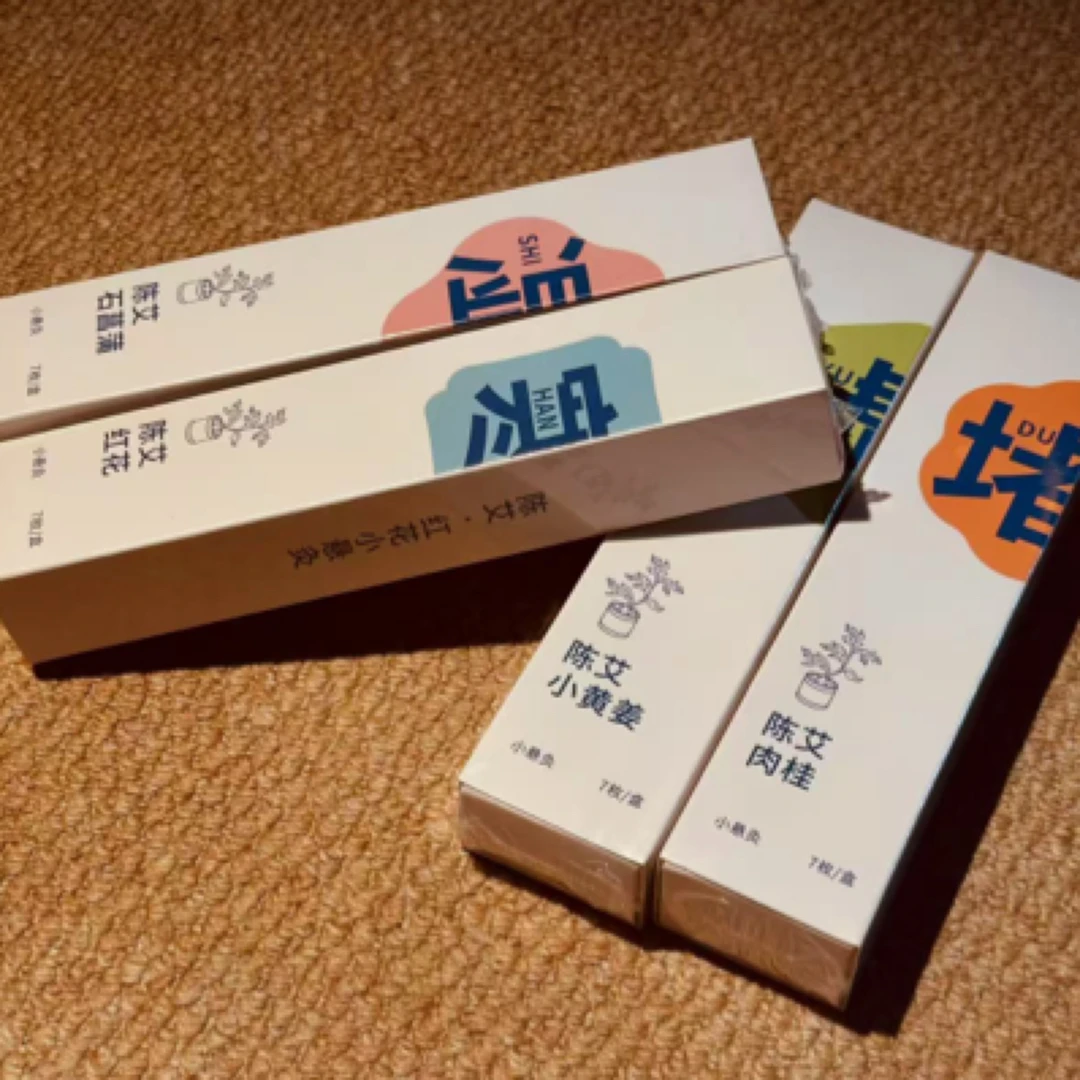 湿
SHI
陈艾
石菖蒲
小悬灸
7枚/盒
寒
HAN
陈艾
红花
小悬灸
7枚/盒
陈艾·红花小悬灸
陈艾
小黄姜
小悬灸
7枚/盒
堵
DU
陈艾
肉桂
小悬灸
7枚/盒